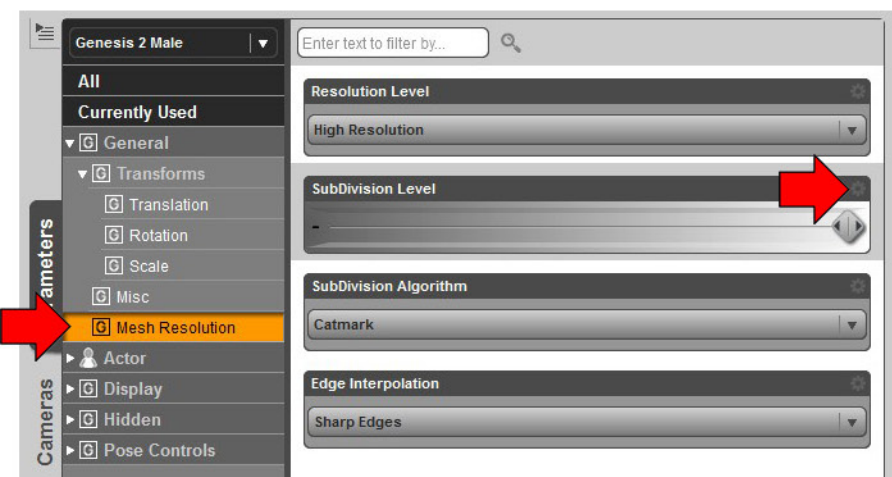 Genesis 2 Male
Enter text to filter by...
All
Currently Used
G General
G Transforms
G Translation
G Rotation
G Scale
G Misc
G Mesh Resolution
Actor
G Display
G Hidden
G Pose Controls
Cameras
Resolution Level
High Resolution
SubDivision Level
-
SubDivision Algorithm
Catmark
Edge Interpolation
Sharp Edges